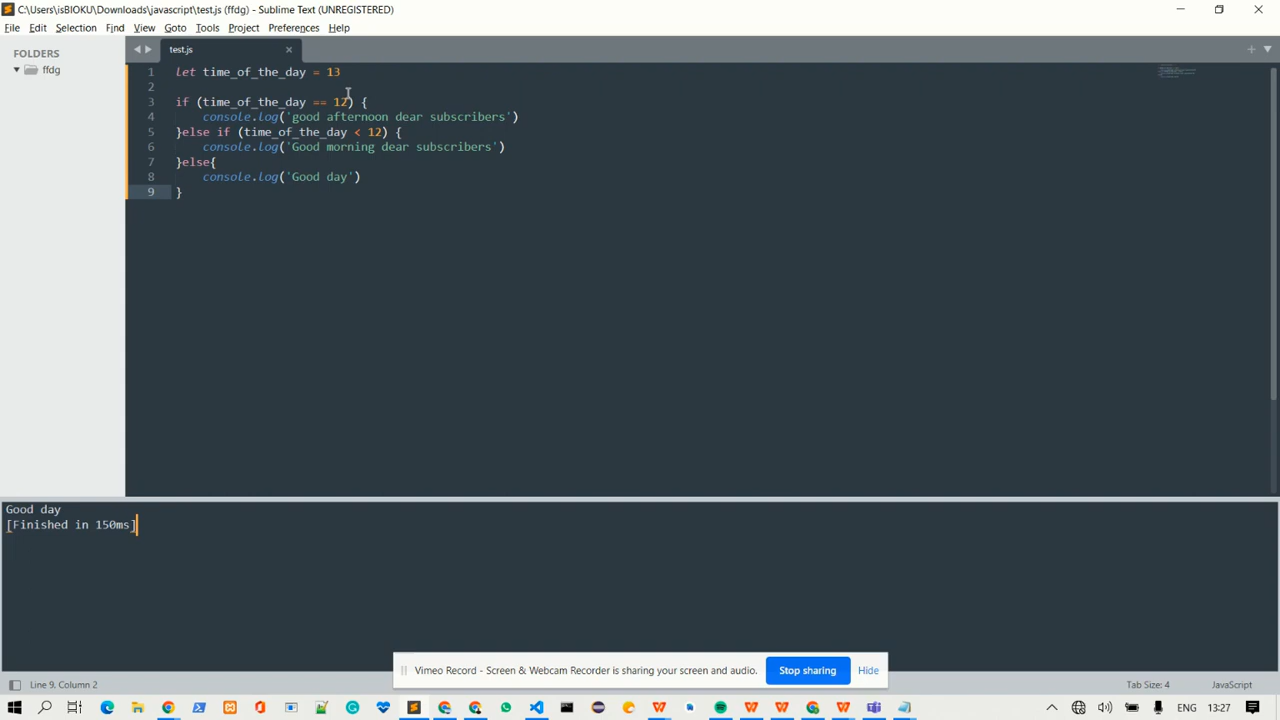 C:\Users\isBIOKU\Downloads\javascript\test.js (ffdg) - Sublime Text (UNREGISTERED)
File Edit Selection Find View Goto Tools Project Preferences Help
FOLDERS
ffdg
test.js
1 let time_of_the_day = 13
2
3 if (time_of_the_day == 12) {
4 console.log('good afternoon dear subscribers')
5 }else if (time_of_the_day < 12) {
6 console.log('Good morning dear subscribers')
7 }else{
8 console.log('Good day')
9 }
Good day
[Finished in 150ms]
Vimeo Record - Screen & Webcam Recorder is sharing your screen and audio. Stop sharing Hide
Line 9, Column 2 Tab Size: 4 JavaScript
ENG 13:27